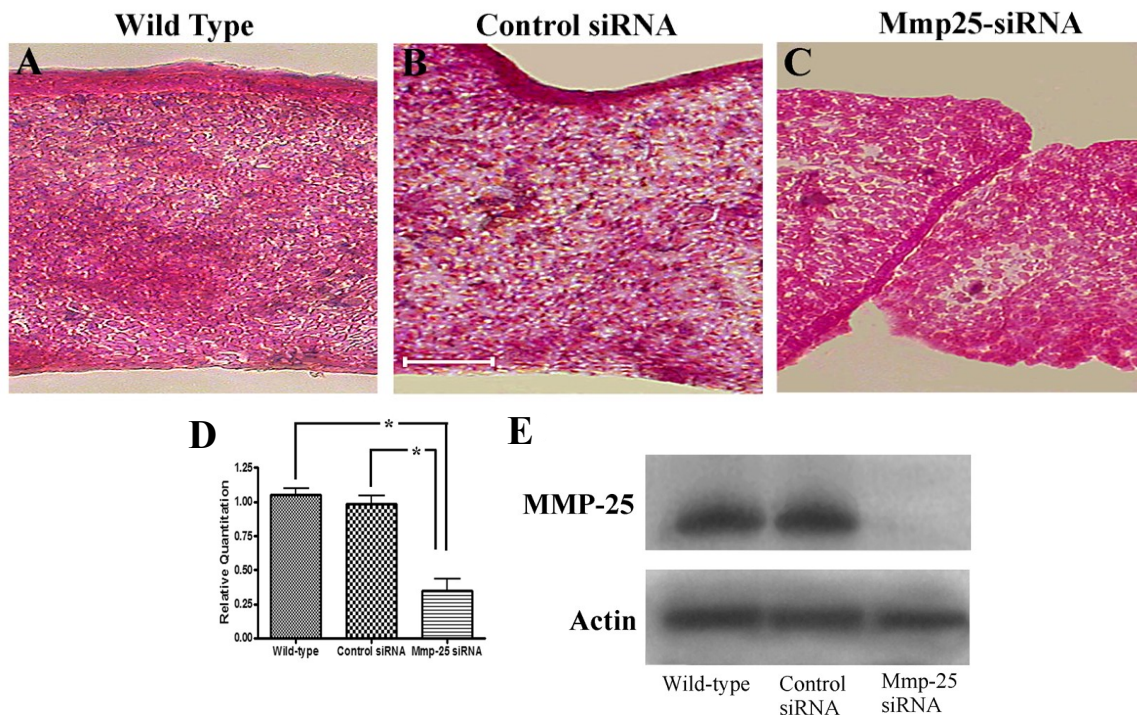 Wild Type
Control siRNA
Mmp25-siRNA
A
B
C
D
*
*
Relative Quantitation
1.25
1.00
0.75
0.50
0.25
0.00
Wild-type
Control siRNA
Mmp-25 siRNA
E
MMP-25
Actin
Wild-type
Control
siRNA
Mmp-25
siRNA